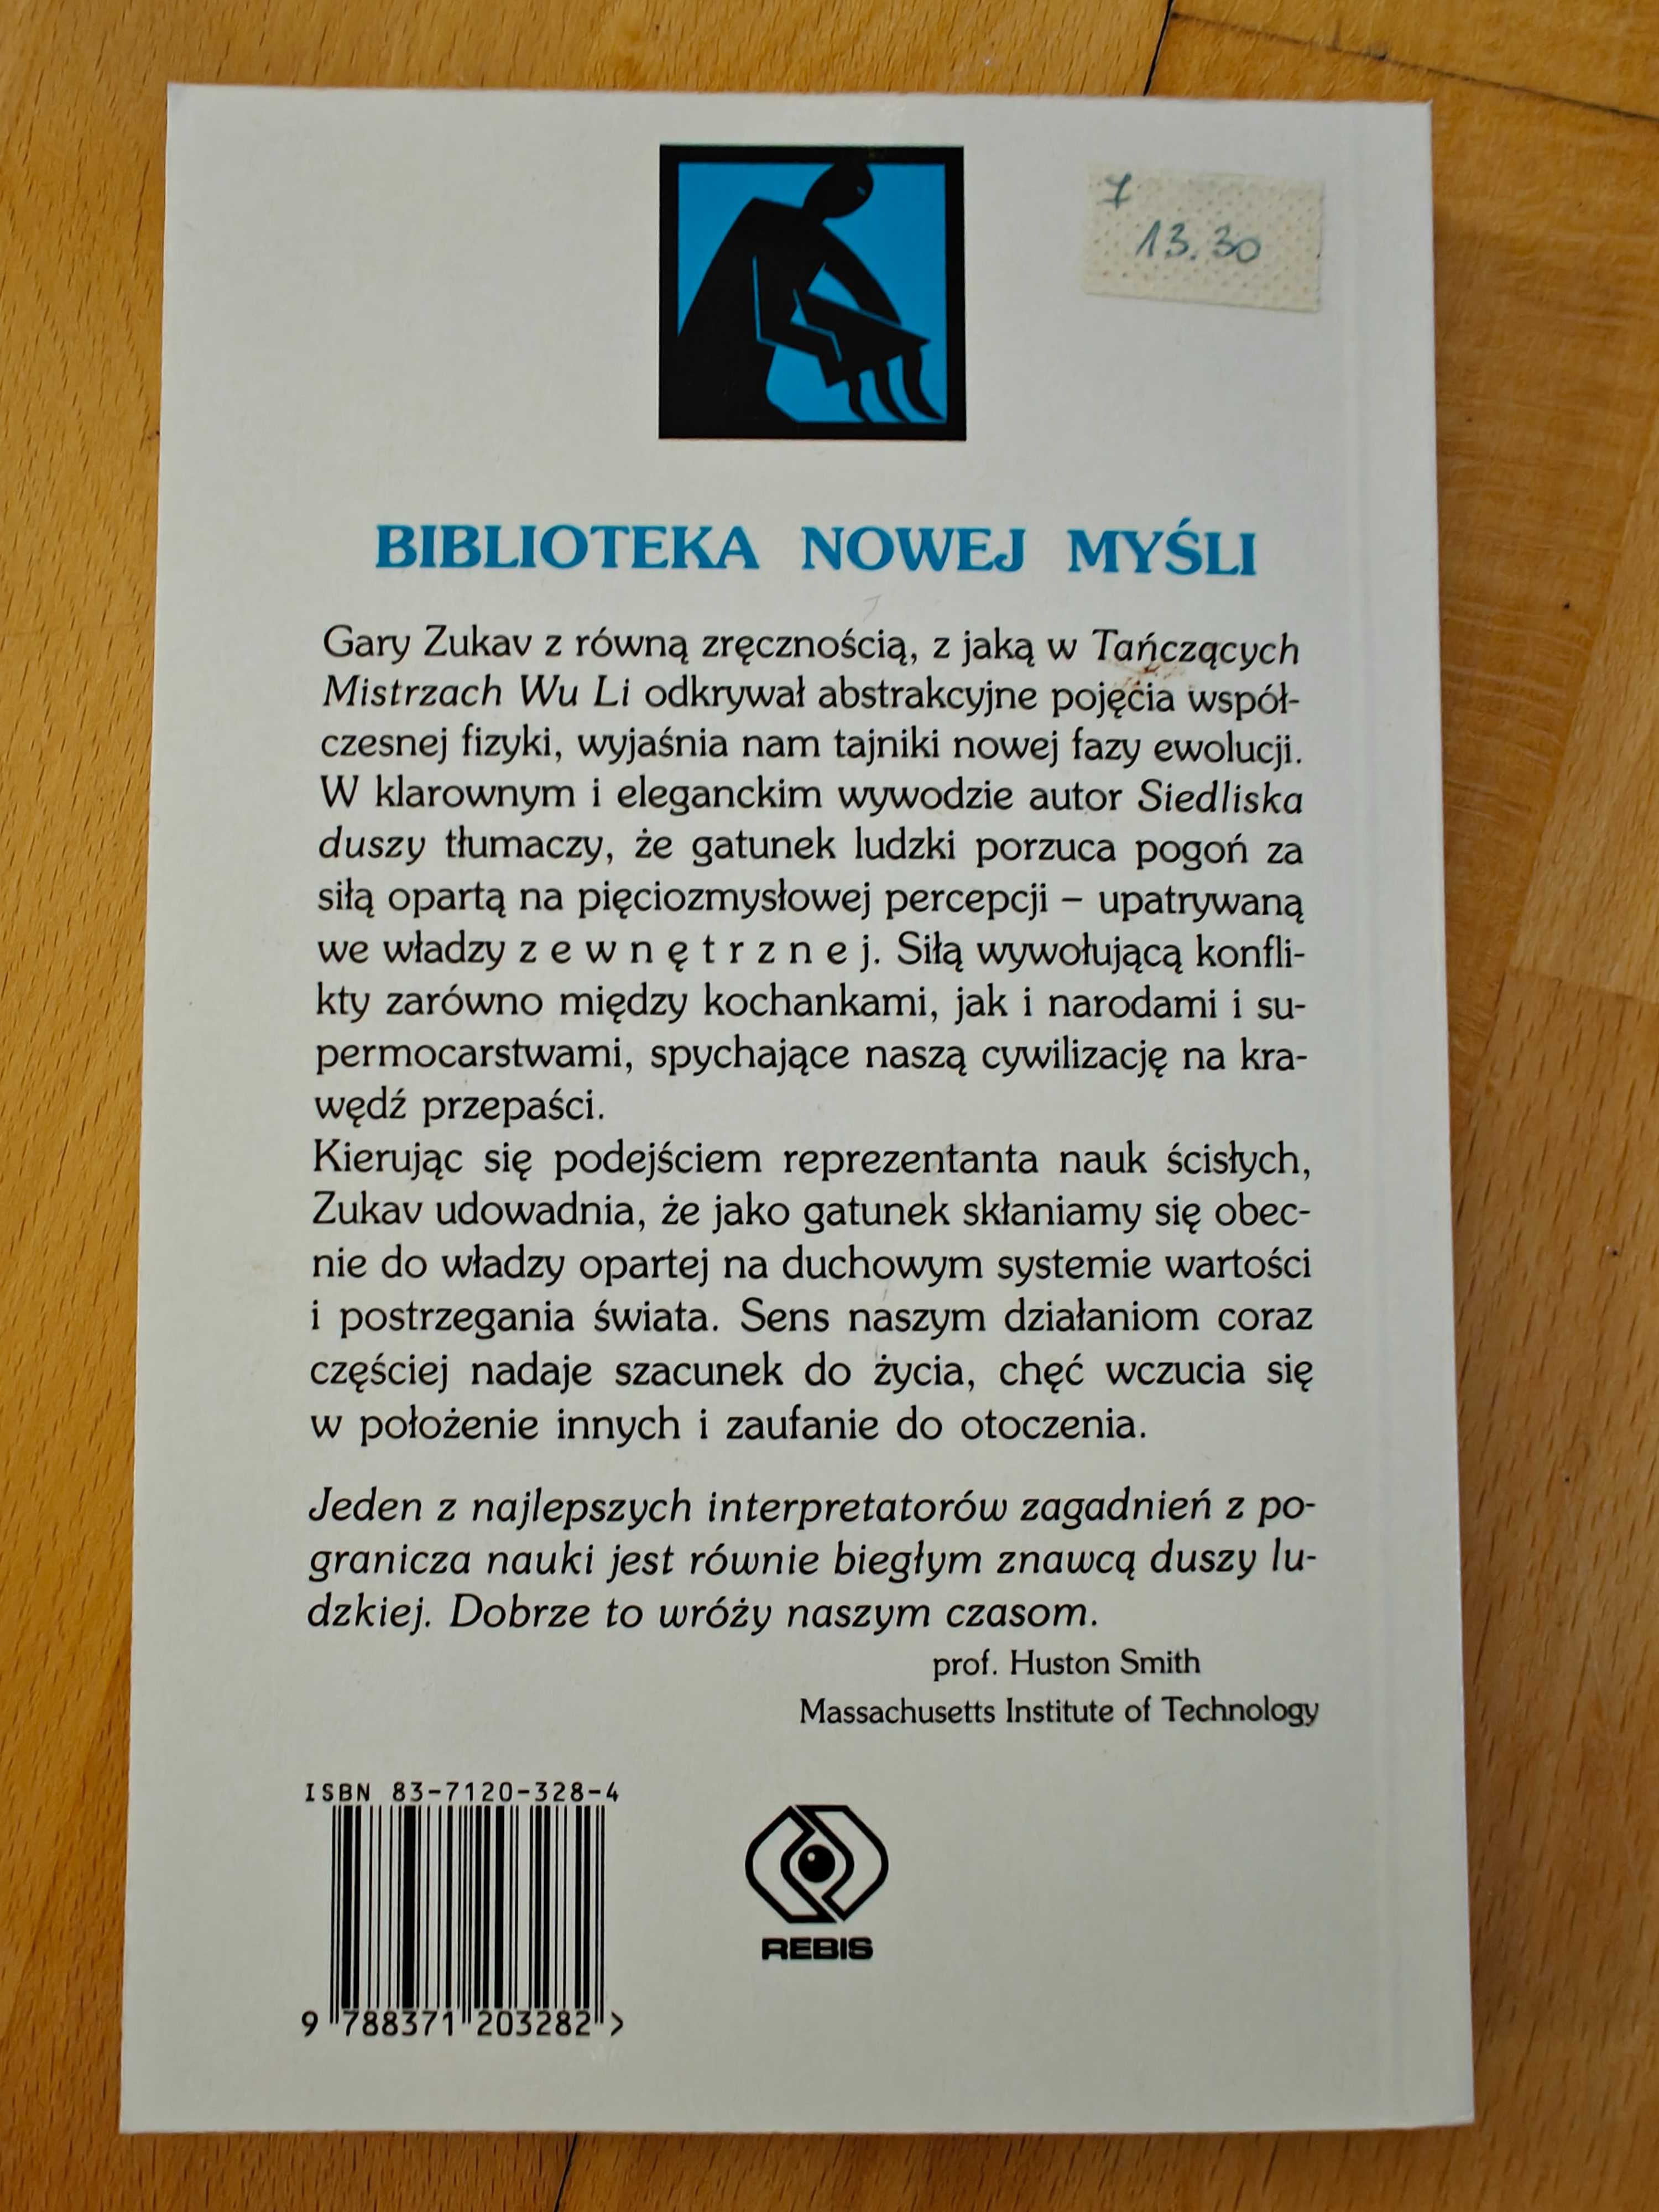 7
13.30
BIBLIOTEKA NOWEJ MYŚLI
Gary Zukav z równą zręcznością, z jaką w Tańczących
Mistrzach Wu Li odkrywał abstrakcyjne pojęcia współ-
czesnej fizyki, wyjaśnia nam tajniki nowej fazy ewolucji.
W klarownym i eleganckim wywodzie autor Siedliska
duszy tłumaczy, że gatunek ludzki porzuca pogoń za
siłą opartą na pięciozmysłowej percepcji – upatrywaną
we władzy z e w n ę t r z n e j. Siłą wywołującą konfli-
kty zarówno między kochankami, jak i narodami i su-
permocarstwami, spychające naszą cywilizację na kra-
wędź przepaści.
Kierując się podejściem reprezentanta nauk ścisłych,
Zukav udowadnia, że jako gatunek skłaniamy się obec-
nie do władzy opartej na duchowym systemie wartości
i postrzegania świata. Sens naszym działaniom coraz
częściej nadaje szacunek do życia, chęć wczucia się
w położenie innych i zaufanie do otoczenia.
Jeden z najlepszych interpretatorów zagadnień z po-
granicza nauki jest równie biegłym znawcą duszy lu-
dzkiej. Dobrze to wróży naszym czasom.
prof. Huston Smith
Massachusetts Institute of Technology
ISBN 83-7120-328-4
9 788371 203282 >
REBIS